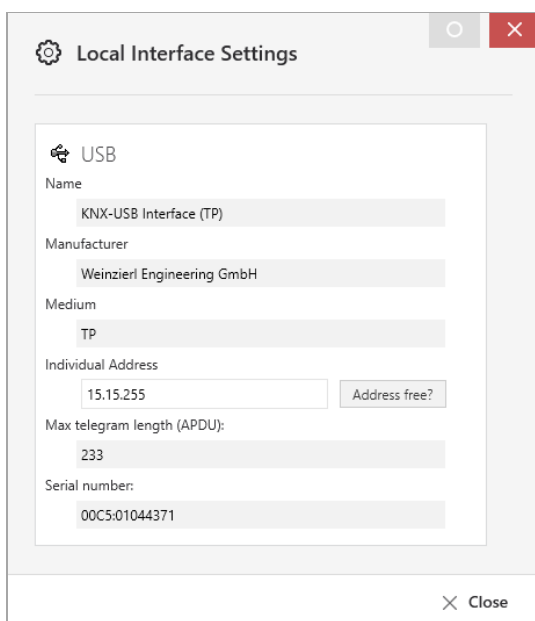 Local Interface Settings
USB
Name
KNX-USB Interface (TP)
Manufacturer
Weinzierl Engineering GmbH
Medium
TP
Individual Address
15.15.255 Address free?
Max telegram length (APDU):
233
Serial number:
00C5:01044371
Close